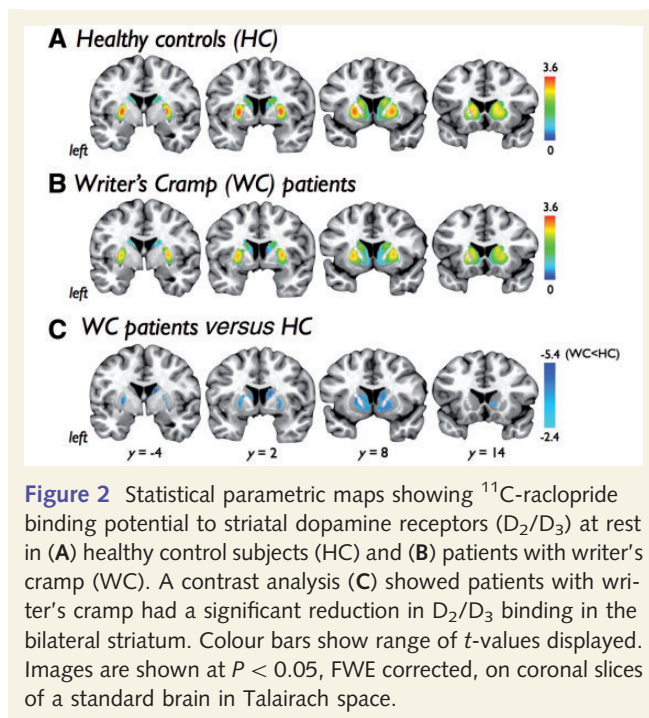 A Healthy controls (HC)
3.6
left
0
B Writer's Cramp (WC) patients
3.6
left
0
C WC patients versus HC
-5.4 (WC<HC)
left
-2.4
y = -4 y = 2 y = 8 y = 14
Figure 2 Statistical parametric maps showing ¹¹C-raclopride
binding potential to striatal dopamine receptors (D₂/D₃) at rest
in (A) healthy control subjects (HC) and (B) patients with writer's
cramp (WC). A contrast analysis (C) showed patients with wri-
ter's cramp had a significant reduction in D₂/D₃ binding in the
bilateral striatum. Colour bars show range of t-values displayed.
Images are shown at P < 0.05, FWE corrected, on coronal slices
of a standard brain in Talairach space.